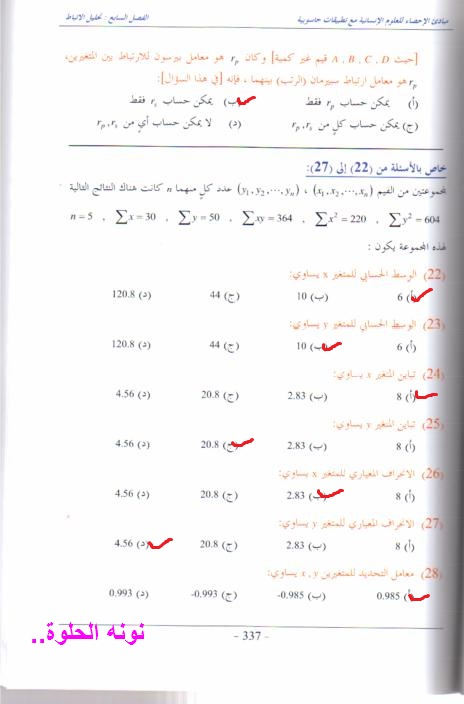 مبادئ الإحصاء للعلوم الإنسانية مع تطبيقات حاسوبية الفصل السابع : تحليل الارتباط
[حيث A , B , C , D قيم غير كمية] وكان rp هو معامل بيرسون للارتباط بين المتغيرين،
rp هو معامل ارتباط سبيرمان (الرتب) بينهما ، فإنه [في هذا السؤال]:
(أ) يمكن حساب rp فقط (ب) يمكن حساب rs فقط
(ج) يمكن حساب كل من rp , rs (د) لا يمكن حساب أي من rp , rs
خاص بالأسئلة من (22) إلى (27):
لمجموعتين من القيم (x1, x2, ⋯, xn) ، (y1, y2, ⋯, yn) عدد كل منهما n كانت هناك النتائج التالية
n = 5 , ∑x = 30 , ∑y = 50 , ∑xy = 364 , ∑x² = 220 , ∑y² = 604
لهذه المجموعة يكون :
(22) الوسط الحسابي للمتغير x يساوي:
(أ) 6 (ب) 10 (ج) 44 (د) 120.8
(23) الوسط الحسابي للمتغير y يساوي:
(أ) 6 (ب) 10 (ج) 44 (د) 120.8
(24) تباين المتغير x يساوي:
(أ) 8 (ب) 2.83 (ج) 20.8 (د) 4.56
(25) تباين المتغير y يساوي:
(أ) 8 (ب) 2.83 (ج) 20.8 (د) 4.56
(26) الانحراف المعياري للمتغير x يساوي:
(أ) 8 (ب) 2.83 (ج) 20.8 (د) 4.56
(27) الانحراف المعياري للمتغير y يساوي:
(أ) 8 (ب) 2.83 (ج) 20.8 (د) 4.56
(28) معامل التحديد للمتغيرين x , y يساوي:
(أ) 0.985 (ب) -0.985 (ج) -0.993 (د) 0.993
- 337 -
نونه الحلوة..